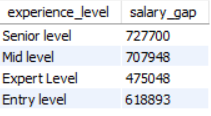 experience_level salary_gap
Senior level 727700
Mid level 707948
Expert Level 475048
Entry level 618893